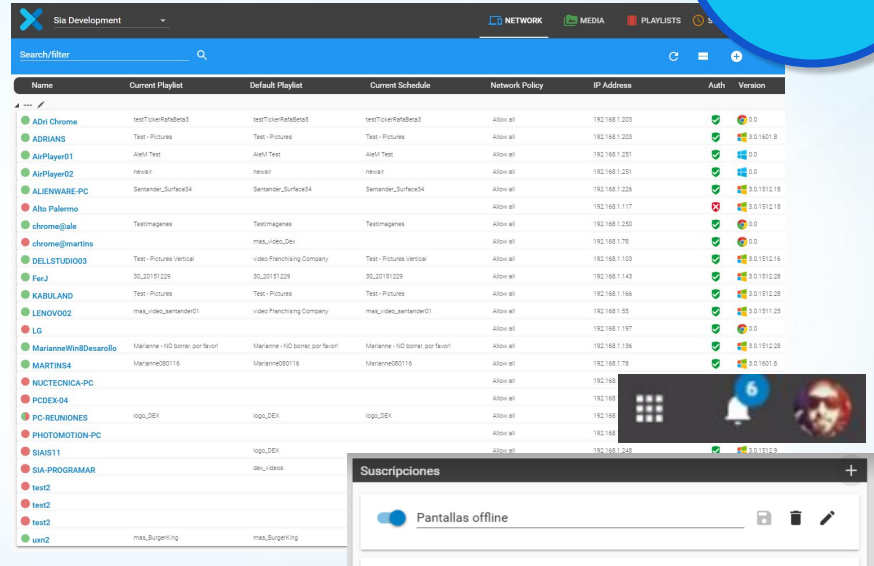 Sia Development
NETWORK MEDIA PLAYLISTS S
Search/filter
Name Current Playlist Default Playlist Current Schedule Network Policy IP Address Auth Version
---
ADri Chrome testTickerRafaBeta3 testTickerRafaBeta3 testTickerRafaBeta3 Allow all 192.168.1.203 0.0
ADRIANS Test - Pictures Test - Pictures Test - Pictures Allow all 192.168.1.203 3.0.1601.8
AirPlayer01 AleM Test AleM Test AleM Test Allow all 192.168.1.251 0.0
AirPlayer02 newair newair newair Allow all 192.168.1.251 0.0
ALIENWARE-PC Santander_Surface34 Santander_Surface34 Santander_Surface34 Allow all 192.168.1.226 3.0.1512.18
Alto Palermo Allow all 192.168.1.117 3.0.1512.16
chrome@ale TestImagenes TestImagenes TestImagenes Allow all 192.168.1.250 0.0
chrome@martins mas_video_Dex Allow all 192.168.1.78 0.0
DELLSTUDIO03 Test - Pictures Vertical video Franchising Company Test - Pictures Vertical Allow all 192.168.1.103 3.0.1512.16
FerJ 30_20151229 30_20151229 30_20151229 Allow all 192.168.1.143 3.0.1512.28
KABULAND Test - Pictures Test - Pictures Test - Pictures Allow all 192.168.1.166 3.0.1512.28
LENOVO02 mas_video_santander01 video Franchising Company mas_video_santander01 Allow all 192.168.1.55 3.0.1511.25
LG Allow all 192.168.1.197 0.0
MarianneWin8Desarollo Marianne - NO borrar, por favor! Marianne - NO borrar, por favor! Marianne - NO borrar, por favor! Allow all 192.168.1.136 3.0.1512.28
MARTINS4 Marianne080116 Marianne080116 Marianne080116 Allow all 192.168.1.78 3.0.1601.8
NUCTECNICA-PC Allow all 192.168
PCDEX-04 Allow all 192.168
6
PC-REUNIONES logo_DEX logo_DEX logo_DEX Allow all 192.168
PHOTOMOTION-PC Allow all 192.168
SIAIS11 logo_DEX Allow all 192.168.1.248 3.0.1512.9
SIA-PROGRAMAR dex_videos
Suscripciones
test2
test2
test2
Pantallas offline
uxn2 mas_BurgerKing mas_BurgerKing